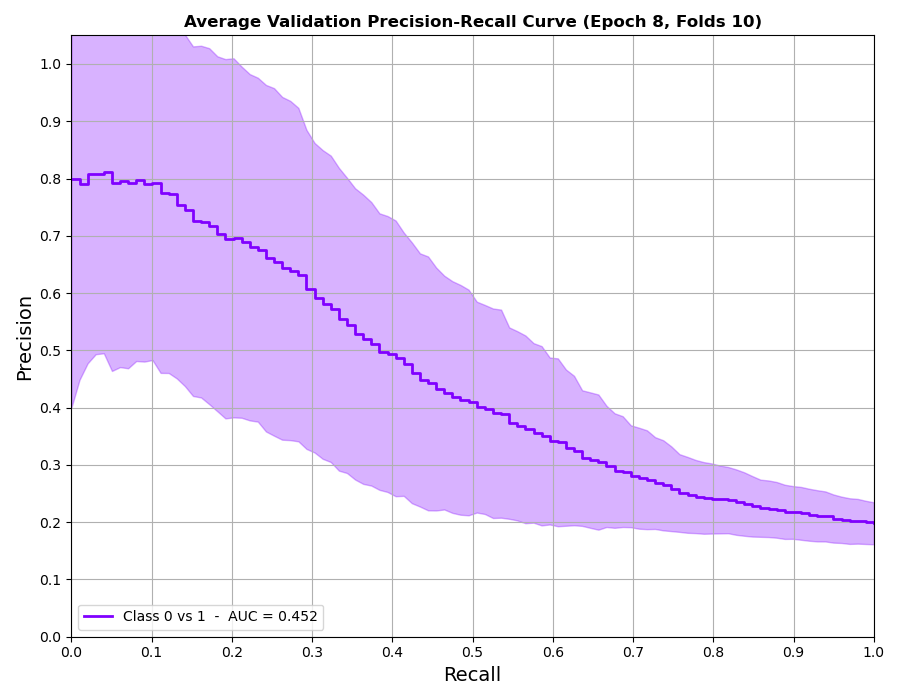 Average Validation Precision-Recall Curve (Epoch 8, Folds 10)
1.0
0.9
0.8
0.7
0.6
0.5
0.4
0.3
0.2
0.1
0.0
Precision
Class 0 vs 1 - AUC = 0.452
0.0 0.1 0.2 0.3 0.4 0.5 0.6 0.7 0.8 0.9 1.0
Recall